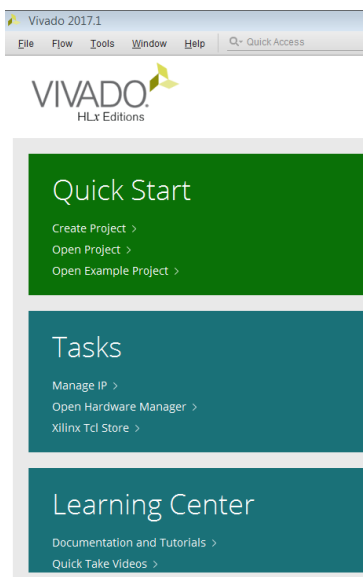 Vivado 2017.1
File Flow Tools Window Help Quick Access
VIVADO.
HLx Editions
Quick Start
Create Project >
Open Project >
Open Example Project >
Tasks
Manage IP >
Open Hardware Manager >
Xilinx Tcl Store >
Learning Center
Documentation and Tutorials >
Quick Take Videos >